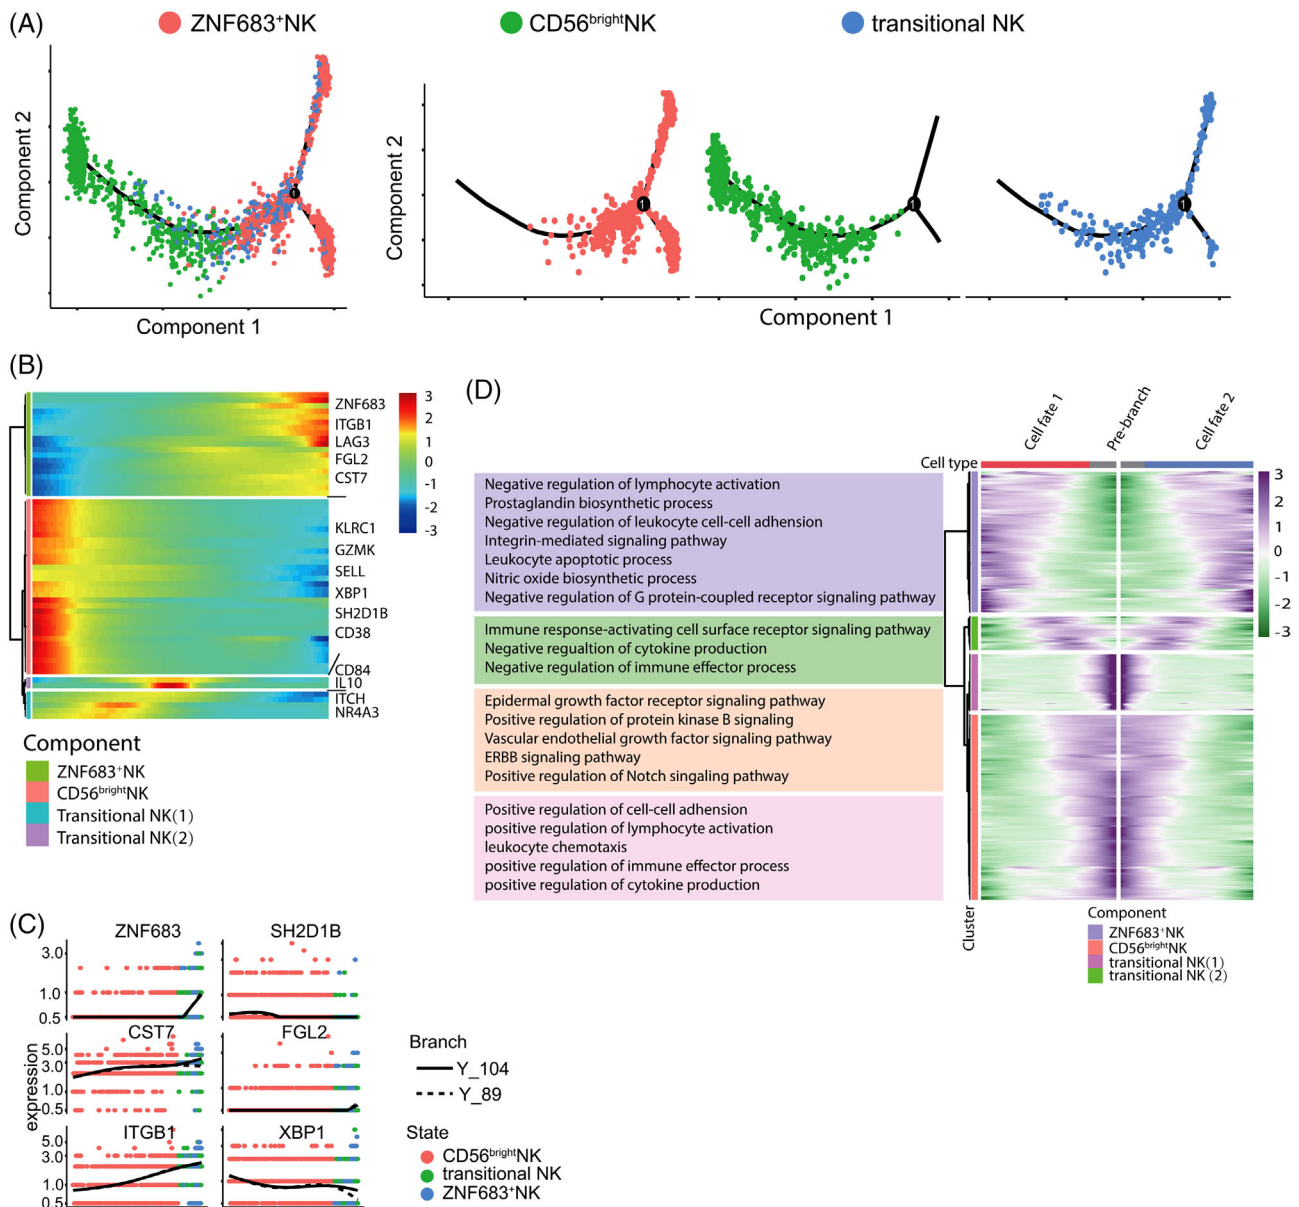 (A)
ZNF683⁺NK
CD56ᵇʳⁱᵍʰᵗNK
transitional NK
Component 2
Component 1
Component 2
1
1
1
1
Component 1
(B)
ZNF683
ITGB1
LAG3
FGL2
CST7
KLRC1
GZMK
SELL
XBP1
SH2D1B
CD38
CD84
IL10
ITCH
NR4A3
3
2
1
0
-1
-2
-3
Component
ZNF683⁺NK
CD56ᵇʳⁱᵍʰᵗNK
Transitional NK(1)
Transitional NK(2)
(D)
Cell fate 1
Pre-branch
Cell fate 2
Cell type
Negative regulation of lymphocyte activation
Prostaglandin biosynthetic process
Negative regulation of leukocyte cell-cell adhension
Integrin-mediated signaling pathway
Leukocyte apoptotic process
Nitric oxide biosynthetic process
Negative regulation of G protein-coupled receptor signaling pathway
Immune response-activating cell surface receptor signaling pathway
Negative regualtion of cytokine production
Negative regulation of immune effector process
Epidermal growth factor receptor signaling pathway
Positive regulation of protein kinase B signaling
Vascular endothelial growth factor signaling pathway
ERBB signaling pathway
Positive regulation of Notch singaling pathway
Positive regulation of cell-cell adhension
positive regulation of lymphocyte activation
leukocyte chemotaxis
positive regulation of immune effector process
positive regulation of cytokine production
3
2
1
0
-1
-2
-3
Cluster
Component
ZNF683⁺NK
CD56ᵇʳⁱᵍʰᵗNK
transitional NK(1)
transitional NK (2)
(C)
expression
ZNF683
3.0
1.0
0.5
SH2D1B
CST7
5.0
3.0
1.0
0.5
FGL2
ITGB1
5.0
3.0
1.0
0.5
XBP1
Branch
Y_104
Y_89
State
CD56ᵇʳⁱᵍʰᵗNK
transitional NK
ZNF683⁺NK